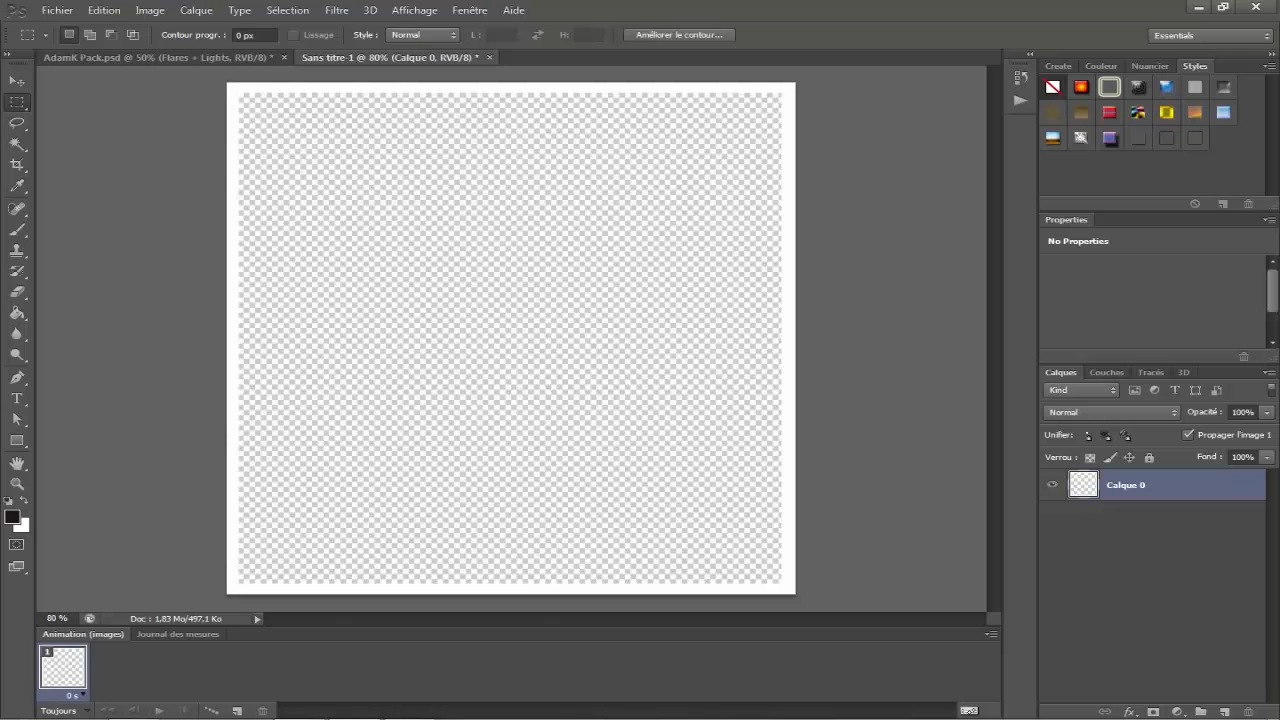 Ps Fichier Edition Image Calque Type Sélection Filtre 3D Affichage Fenêtre Aide
Contour progr. : 0 px Lissage Style : Normal L : H : Améliorer le contour... Essentials
AdamK Pack.psd @ 50% (Flares + Lights, RVB/8) * × Sans titre-1 @ 80% (Calque 0, RVB/8) * ×
Create Couleur Nuancier Styles
Properties
No Properties
Calques Couches Tracés 3D
Kind
Normal Opacité : 100%
Unifier: Propager l'image 1
Verrou : Fond : 100%
Calque 0
80 % Doc : 1,83 Mo/497,1 Ko
Animation (images) Journal des mesures
1
0 s
Toujours